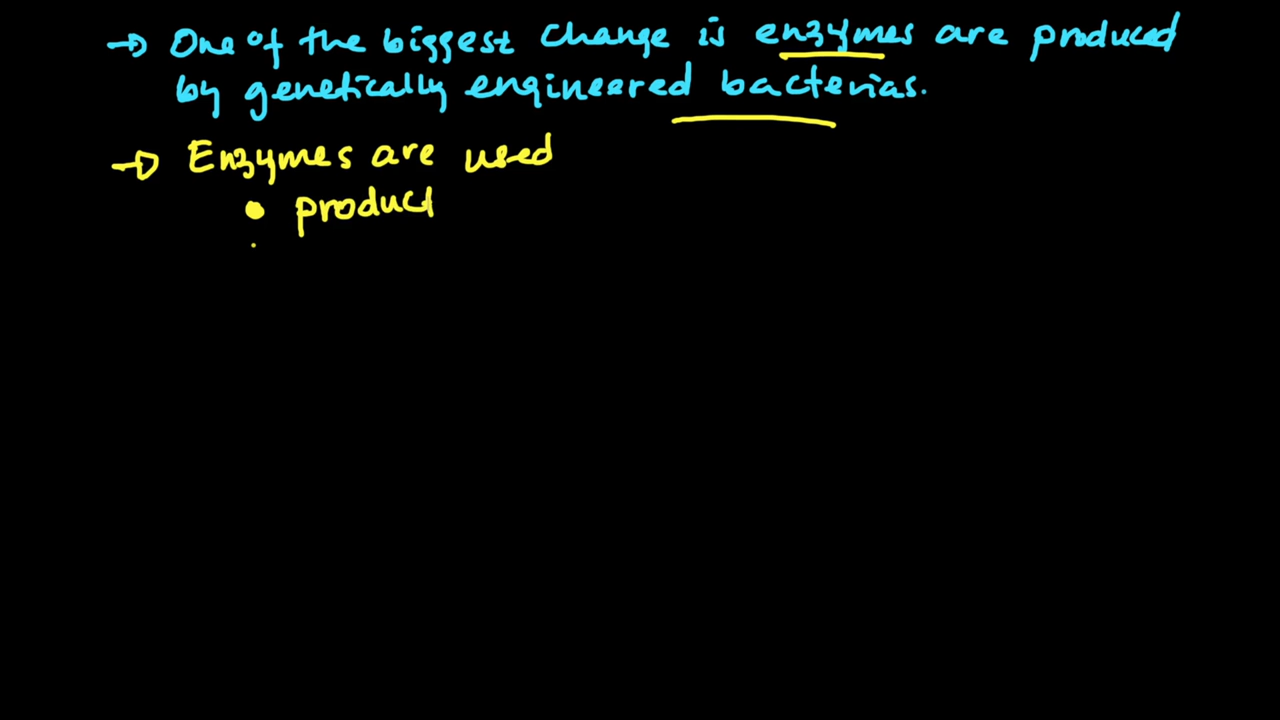 → One of the biggest change is enzymes are produced
by genetically engineered bacterias.
→ Enzymes are used
• product